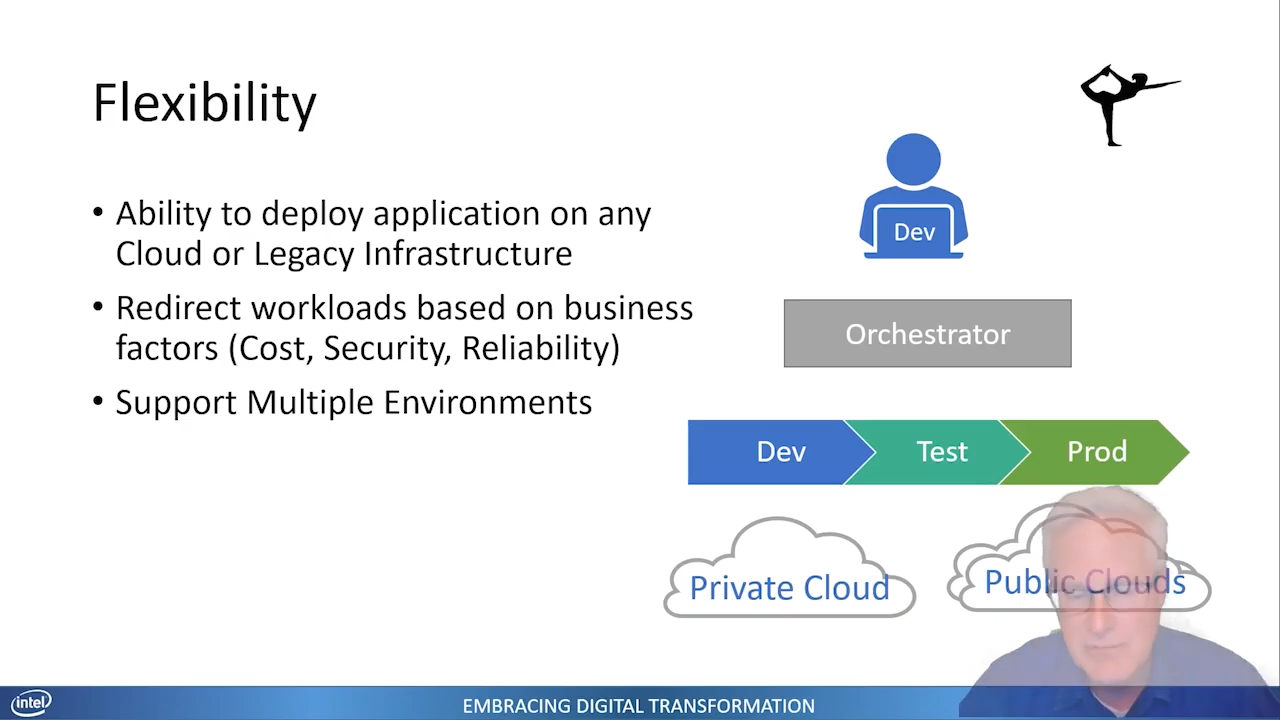 Flexibility
• Ability to deploy application on any
Cloud or Legacy Infrastructure
• Redirect workloads based on business
factors (Cost, Security, Reliability)
• Support Multiple Environments
Dev
Orchestrator
Dev
Test
Prod
Private Cloud
Public Clouds
intel
EMBRACING DIGITAL TRANSFORMATION